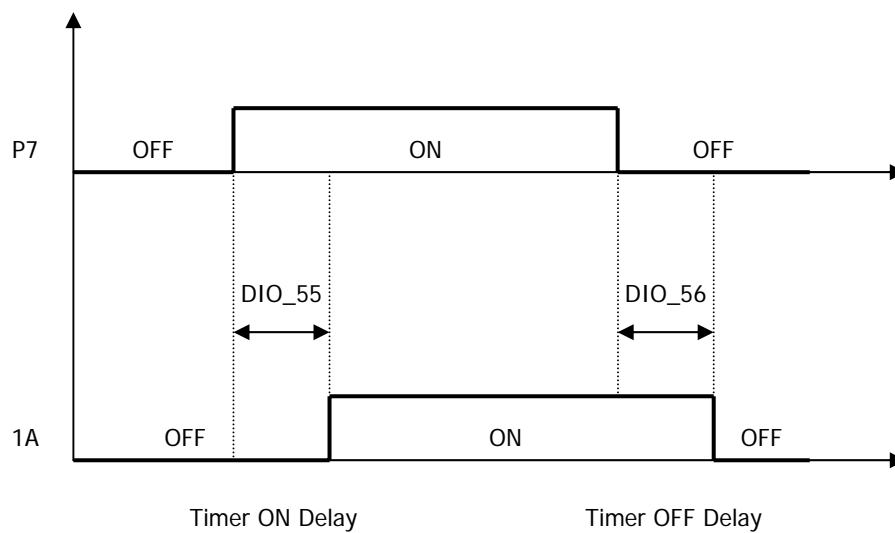 P7 OFF ON OFF
DIO_55 DIO_56
1A OFF ON OFF
Timer ON Delay Timer OFF Delay